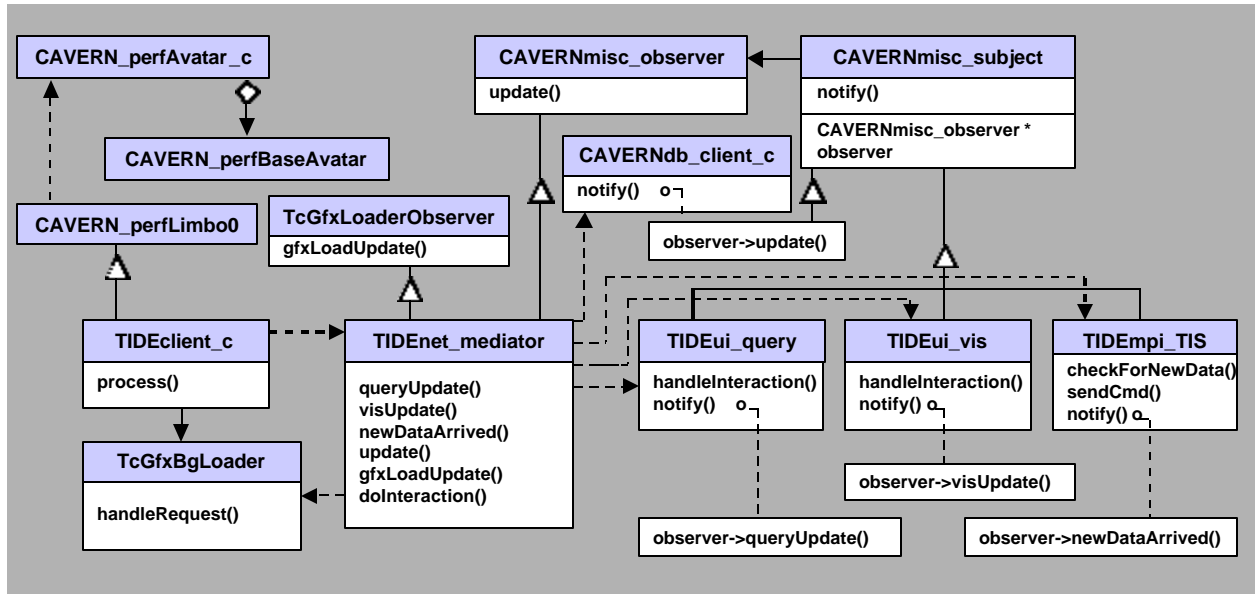 CAVERN_perfAvatar_c
CAVERN_perfBaseAvatar
CAVERN_perfLimbo0
CAVERNmisc_observer
update()
CAVERNmisc_subject
notify()
CAVERNmisc_observer *
observer
CAVERNdb_client_c
notify() o
observer->update()
TcGfxLoaderObserver
gfxLoadUpdate()
TIDEclient_c
process()
TIDEnet_mediator
queryUpdate()
visUpdate()
newDataArrived()
update()
gfxLoadUpdate()
doInteraction()
TIDEui_query
handleInteraction()
notify() o
TIDEui_vis
handleInteraction()
notify() o
TIDEmpi_TIS
checkForNewData()
sendCmd()
notify() o
TcGfxBgLoader
handleRequest()
observer->visUpdate()
observer->queryUpdate()
observer->newDataArrived()